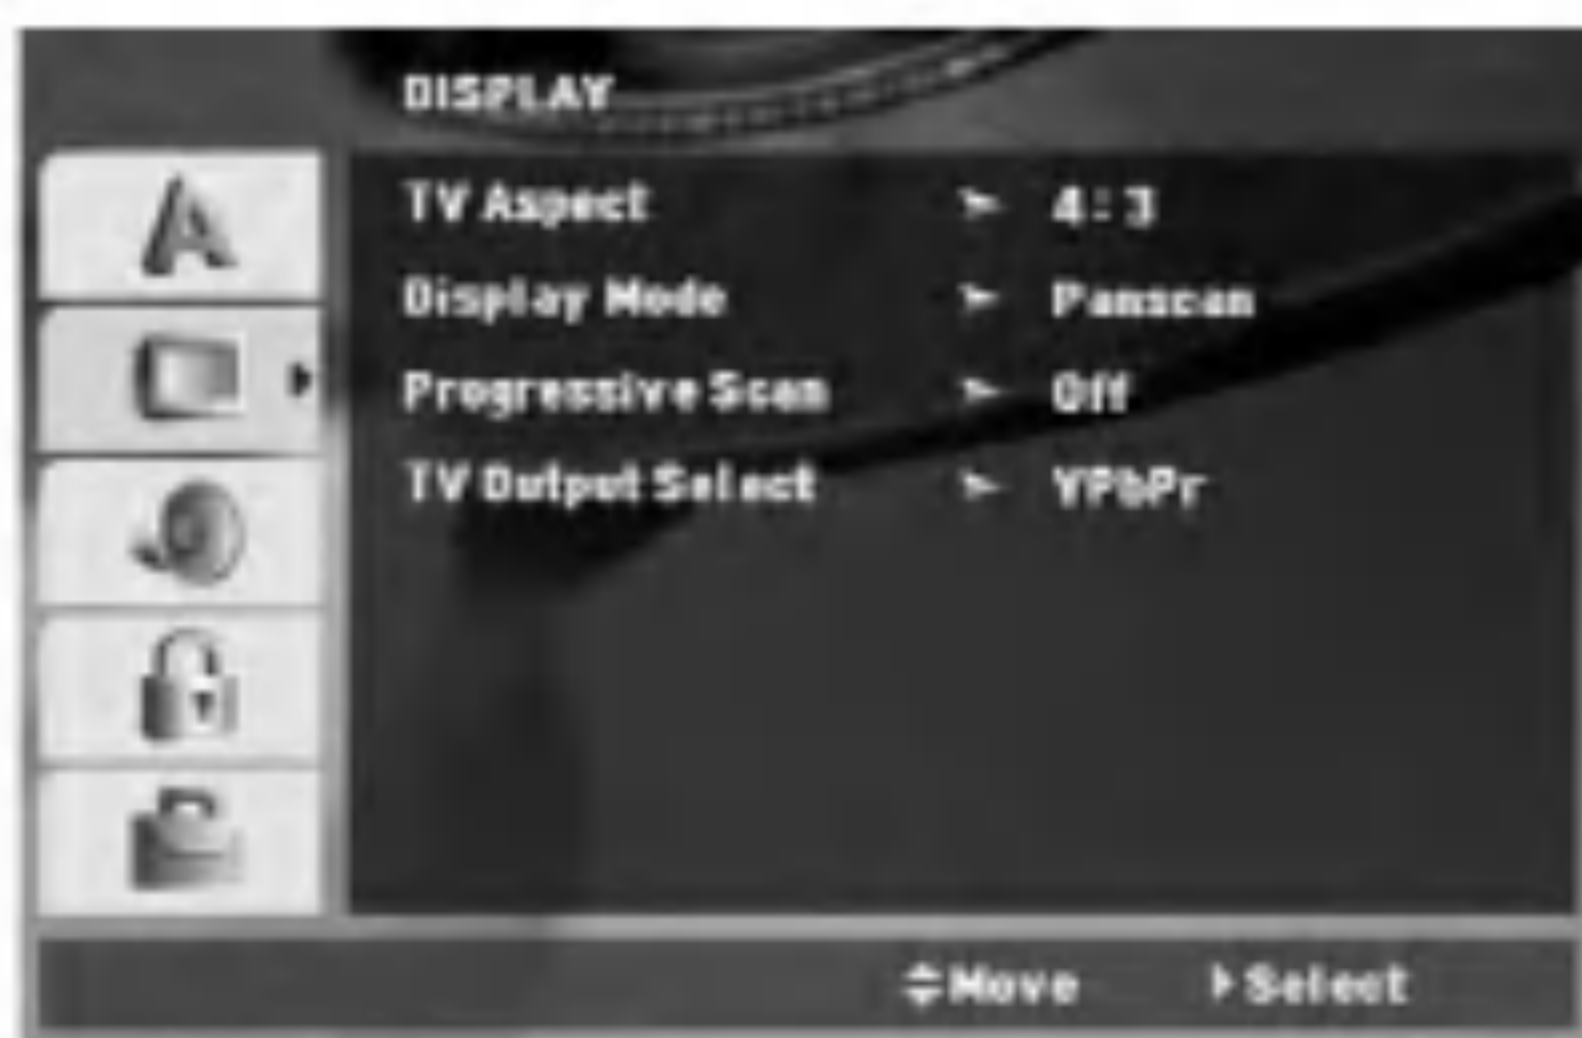 DISPLAY
TV Aspect 4:3
Display Mode Panscan
Progressive Scan Off
TV Output Select YPbPr
Move Select